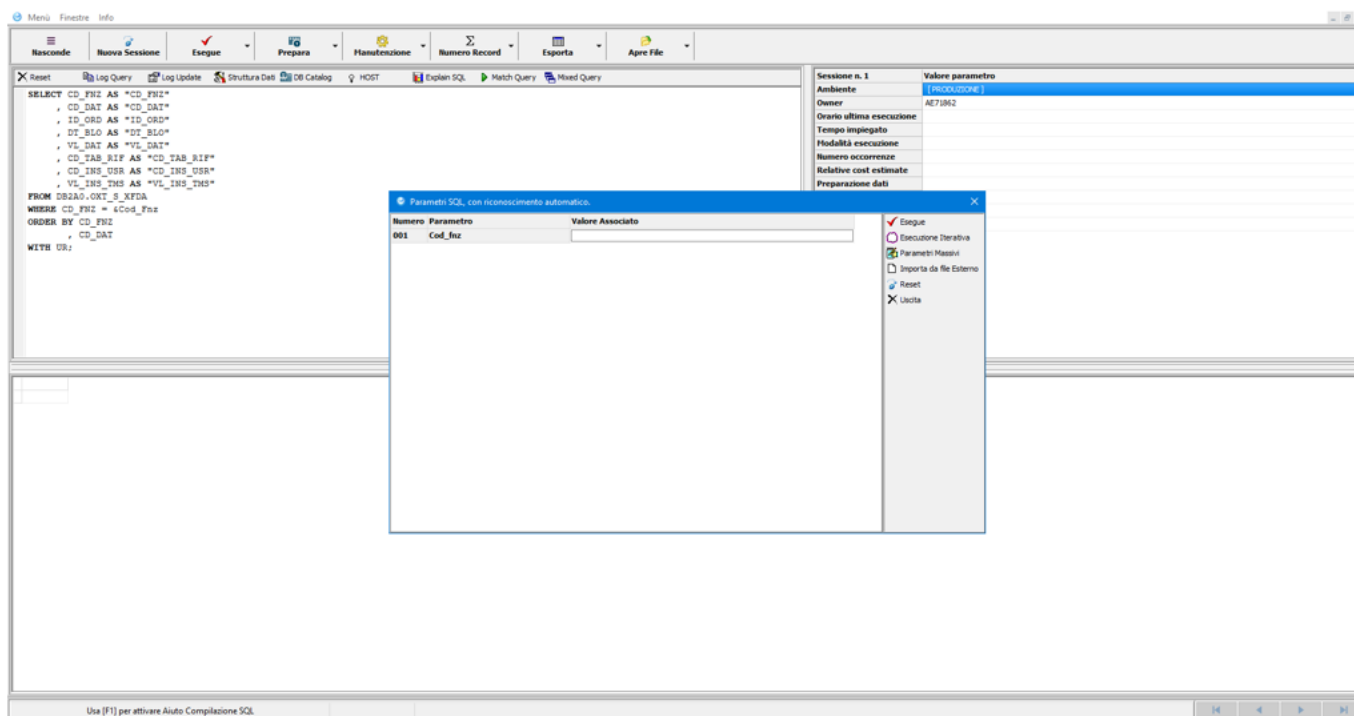 Menù Finestre Info
Nasconde Nuova Sessione Esegue Prepara Manutenzione Numero Record Esporta Apre File
Reset Log Query Log Update Struttura Dati DB Catalog HOST Explain SQL Match Query Mixed Query
SELECT CD_FNZ AS "CD_FNZ"
, CD_DAT AS "CD_DAT"
, ID_ORD AS "ID_ORD"
, DT_BLO AS "DT_BLO"
, VL_DAT AS "VL_DAT"
, CD_TAB_RIF AS "CD_TAB_RIF"
, CD_INS_USR AS "CD_INS_USR"
, VL_INS_TMS AS "VL_INS_TMS"
FROM DB2A0.OXT_S_XFDA
WHERE CD_FNZ = &Cod_Fnz
ORDER BY CD_FNZ
, CD_DAT
WITH UR;
Sessione n. 1 Valore parametro
Ambiente [ PRODUZIONE ]
Owner AE71862
Orario ultima esecuzione
Tempo impiegato
Modalità esecuzione
Numero occorrenze
Relative cost estimate
Preparazione dati
Parametri SQL, con riconoscimento automatico.
Numero Parametro Valore Associato
001 Cod_fnz
Esegue
Esecuzione Iterativa
Parametri Massivi
Importa da file Esterno
Reset
Uscita
Usa [F1] per attivare Aiuto Compilazione SQL